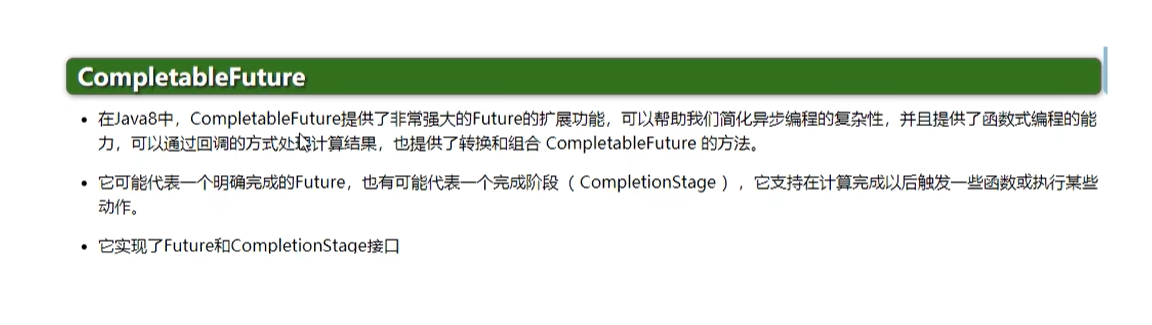 CompletableFuture
• 在Java8中，CompletableFuture提供了非常强大的Future的扩展功能，可以帮助我们简化异步编程的复杂性，并且提供了函数式编程的能
力，可以通过回调的方式处理计算结果，也提供了转换和组合 CompletableFuture 的方法。
• 它可能代表一个明确完成的Future，也有可能代表一个完成阶段（ CompletionStage ），它支持在计算完成以后触发一些函数或执行某些
动作。
• 它实现了Future和CompletionStage接口